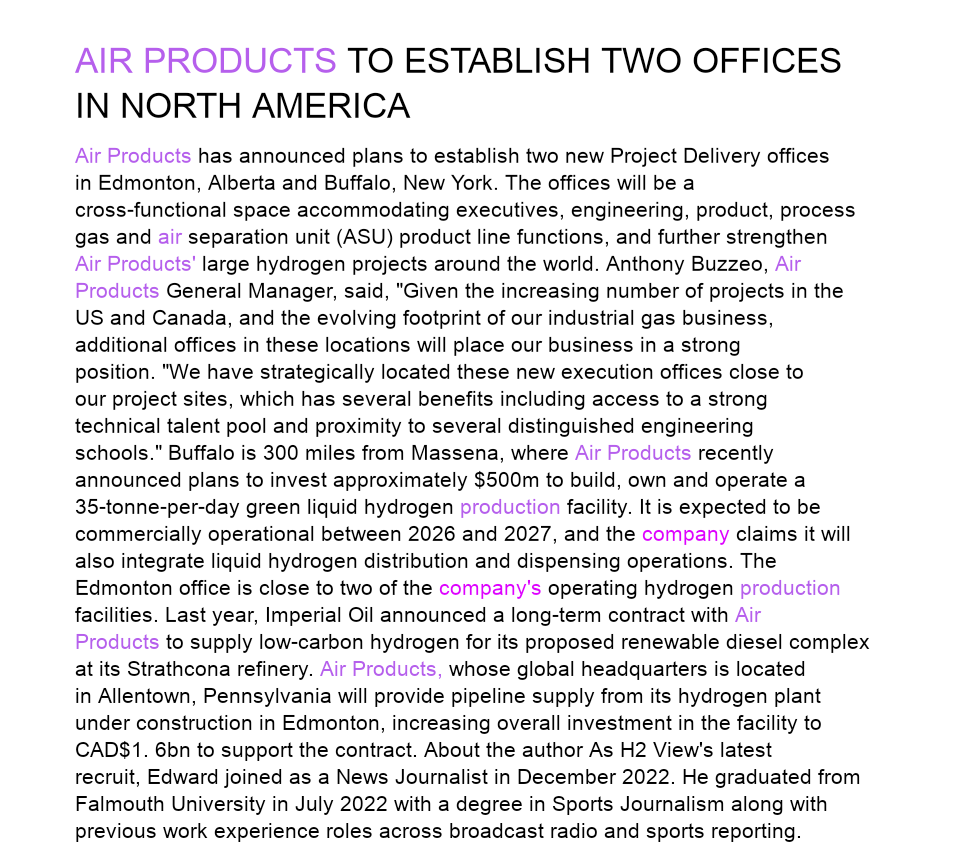 AIR PRODUCTS TO ESTABLISH TWO OFFICES
IN NORTH AMERICA
Air Products has announced plans to establish two new Project Delivery offices
in Edmonton, Alberta and Buffalo, New York. The offices will be a
cross-functional space accommodating executives, engineering, product, process
gas and air separation unit (ASU) product line functions, and further strengthen
Air Products' large hydrogen projects around the world. Anthony Buzzeo, Air
Products General Manager, said, "Given the increasing number of projects in the
US and Canada, and the evolving footprint of our industrial gas business,
additional offices in these locations will place our business in a strong
position. "We have strategically located these new execution offices close to
our project sites, which has several benefits including access to a strong
technical talent pool and proximity to several distinguished engineering
schools." Buffalo is 300 miles from Massena, where Air Products recently
announced plans to invest approximately $500m to build, own and operate a
35-tonne-per-day green liquid hydrogen production facility. It is expected to be
commercially operational between 2026 and 2027, and the company claims it will
also integrate liquid hydrogen distribution and dispensing operations. The
Edmonton office is close to two of the company's operating hydrogen production
facilities. Last year, Imperial Oil announced a long-term contract with Air
Products to supply low-carbon hydrogen for its proposed renewable diesel complex
at its Strathcona refinery. Air Products, whose global headquarters is located
in Allentown, Pennsylvania will provide pipeline supply from its hydrogen plant
under construction in Edmonton, increasing overall investment in the facility to
CAD$1. 6bn to support the contract. About the author As H2 View's latest
recruit, Edward joined as a News Journalist in December 2022. He graduated from
Falmouth University in July 2022 with a degree in Sports Journalism along with
previous work experience roles across broadcast radio and sports reporting.